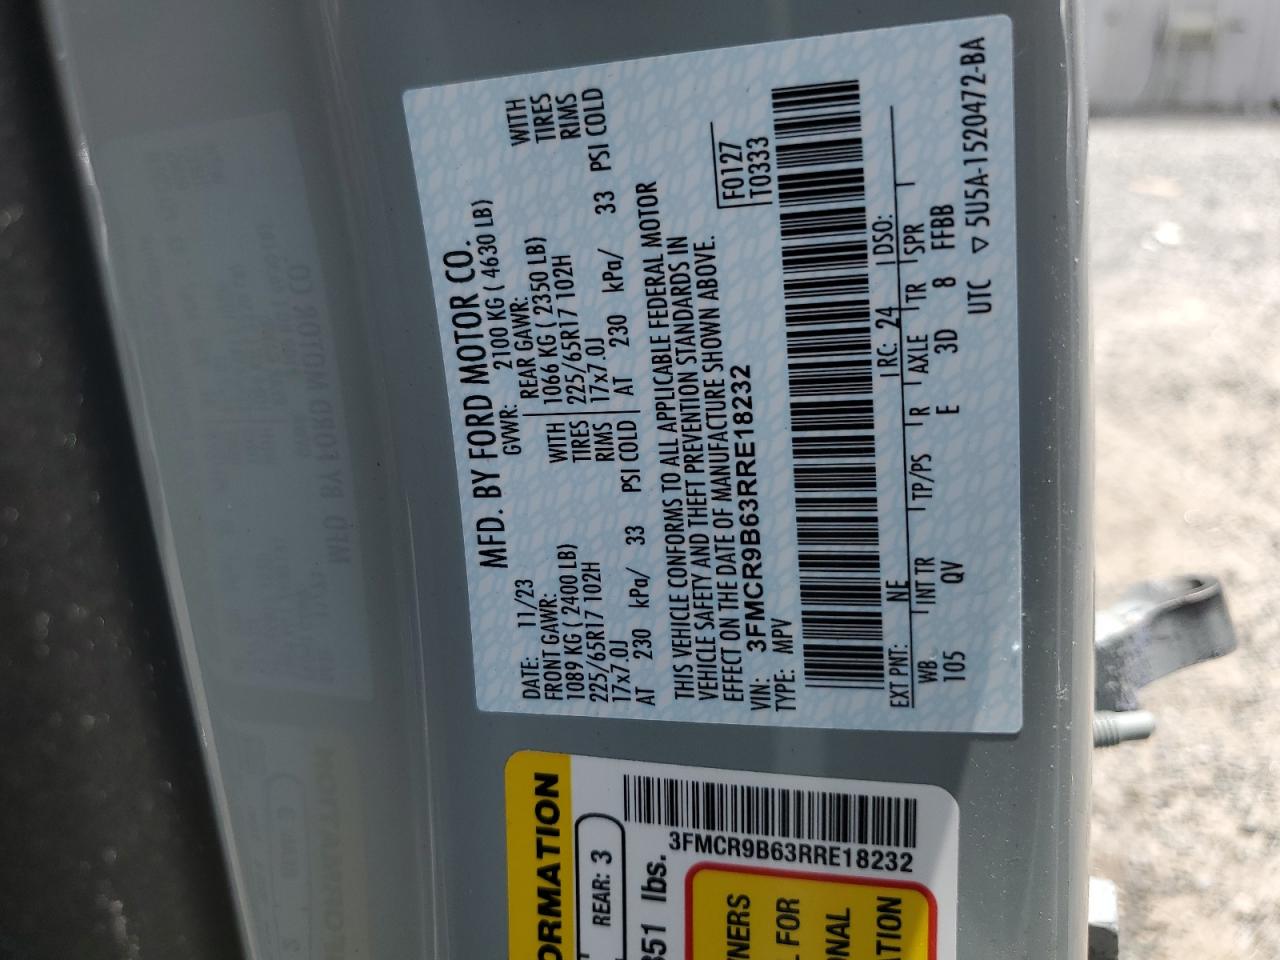 MFD. BY FORD MOTOR CO.
DATE: 11/23 GVWR: 2100 KG ( 4630 LB)
FRONT GAWR: REAR GAWR:
1089 KG ( 2400 LB) WITH 1066 KG ( 2350 LB) WITH
225/65R17 102H TIRES 225/65R17 102H TIRES
17x7.0J RIMS 17x7.0J RIMS
AT 230 kPa/ 33 PSI COLD AT 230 kPa/ 33 PSI COLD
THIS VEHICLE CONFORMS TO ALL APPLICABLE FEDERAL MOTOR
VEHICLE SAFETY AND THEFT PREVENTION STANDARDS IN
EFFECT ON THE DATE OF MANUFACTURE SHOWN ABOVE.
VIN: 3FMCR9B63RRE18232
TYPE: MPV
F0127
T0333
EXT PNT: NE RC: 24 DSO:
WB INT TR TP/PS R AXLE TR SPR
105 QV E 3D 8 FFBB
UTC ▽ 5U5A-1520472-BA
ORMATION
REAR: 3
351 lbs.
3FMCR9B63RRE18232
NERS
FOR
ONAL
ATION